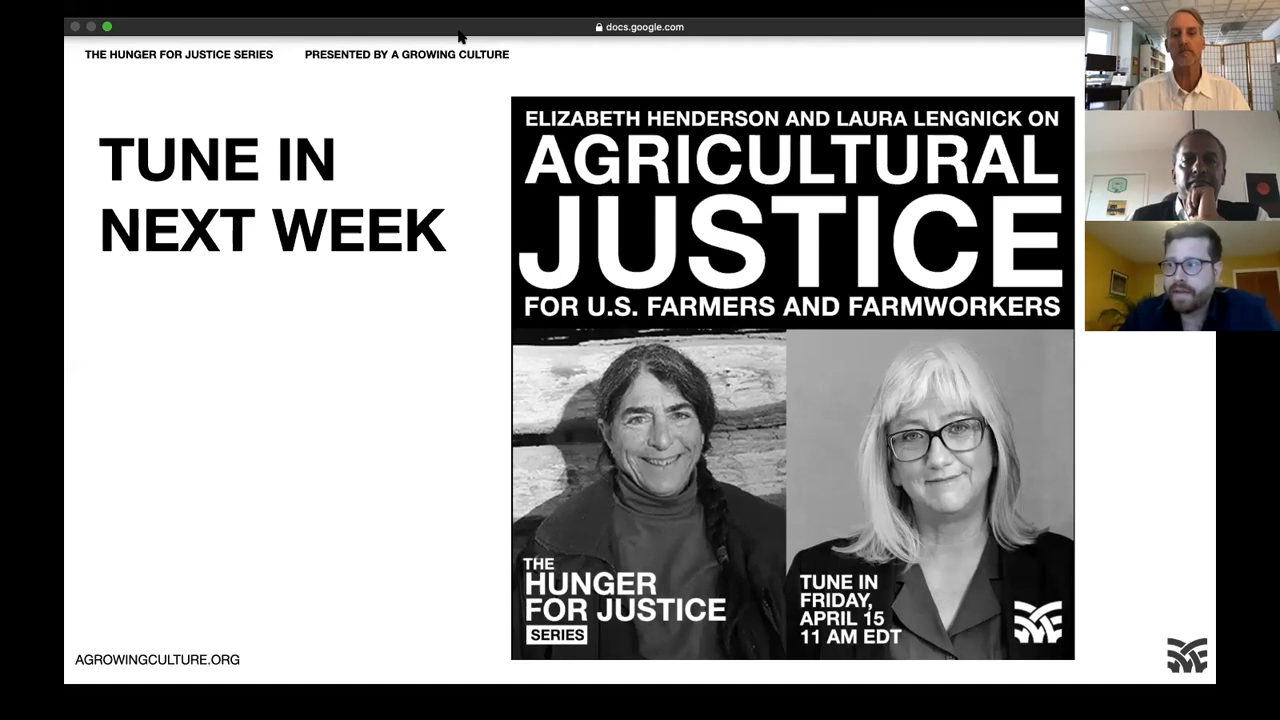 docs.google.com
THE HUNGER FOR JUSTICE SERIES
PRESENTED BY A GROWING CULTURE
TUNE IN
NEXT WEEK
ELIZABETH HENDERSON AND LAURA LENGNICK ON
AGRICULTURAL
JUSTICE
FOR U.S. FARMERS AND FARMWORKERS
THE
HUNGER
FOR JUSTICE
SERIES
TUNE IN
FRIDAY,
APRIL 15
11 AM EDT
AGROWINGCULTURE.ORG